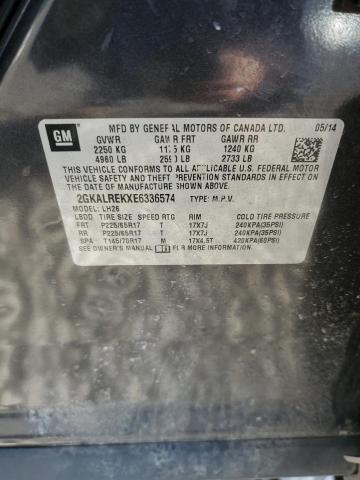 GM
MFD BY GENERAL MOTORS OF CANADA LTD. 05/14
GVWR GAWR FRT GAWR RR
2250 KG KG 1240 KG
4960 LB LB 2733 LB
THIS VEHICLE CONFORMS TO ALL APPLICABLE U.S. FEDERAL MOTOR
VEHICLE SAFETY AND THEFT PREVENTION STANDARDS IN EFFECT ON
THE DATE OF MANUFACTURE SHOWN ABOVE.
2GKALREKXE6336574 TYPE: M.P.V.
MODEL: LH26
LBDD TIRE SIZE SPEED RTG RIM COLD TIRE PRESSURE
FRT P225/65R17 T 17X7J 240KPA(35PSI)
RR P225/65R17 T 17X7J 240KPA(35PSI)
SPA T145/70R17 M 17X4.5T 420KPA(60PSI)
SEE OWNER'S MANUAL FOR MORE INFORMATION.